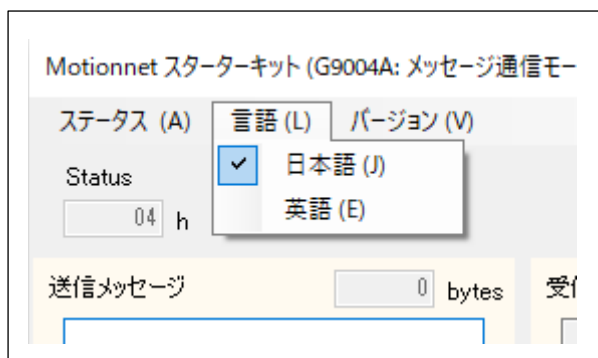 Motionnet スターターキット (G9004A: メッセージ通信モー
ステータス (A) 言語 (L) バージョン (V)
Status
✓ 日本語 (J)
04 h
英語 (E)
送信メッセージ 0 bytes